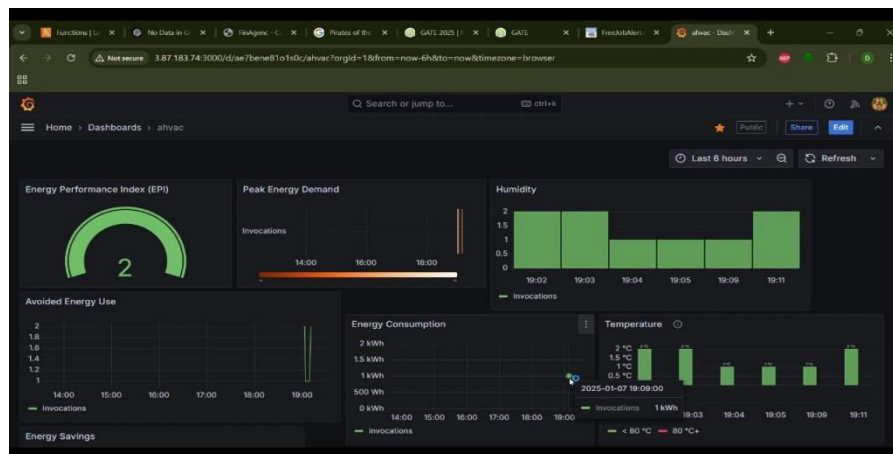 Functions | La
No Data in Gr
FinAgenc - Co
Pirates of the
GATE 2025 | N
GATE
FreeJobAlert
ahvac - Dash
Not secure 3.87.183.74:3000/d/ae7bene81o1s0c/ahvac?orgId=1&from=now-6h&to=now&timezone=browser
ABP
D
Search or jump to... ctrl+k
Home › Dashboards › ahvac
Public Share Edit
Last 6 hours Refresh
Energy Performance Index (EPI)
2
Peak Energy Demand
Invocations
14:00 16:00 18:00
Humidity
2
1.5
1
0.5
0
19:02 19:03 19:04 19:05 19:09 19:11
Invocations
Avoided Energy Use
2
1.8
1.6
1.4
1.2
1
14:00 15:00 16:00 17:00 18:00 19:00
Invocations
Energy Consumption
2 kWh
1.5 kWh
1 kWh
500 Wh
0 kWh
14:00 15:00 16:00 17:00 18:00 19:00
Invocations
2025-01-07 19:09:00
Invocations 1 kWh
Temperature
2 °C
1.5 °C
1 °C
0.5 °C
19:03 19:04 19:05 19:09 19:11
< 80 °C 80 °C+
Energy Savings